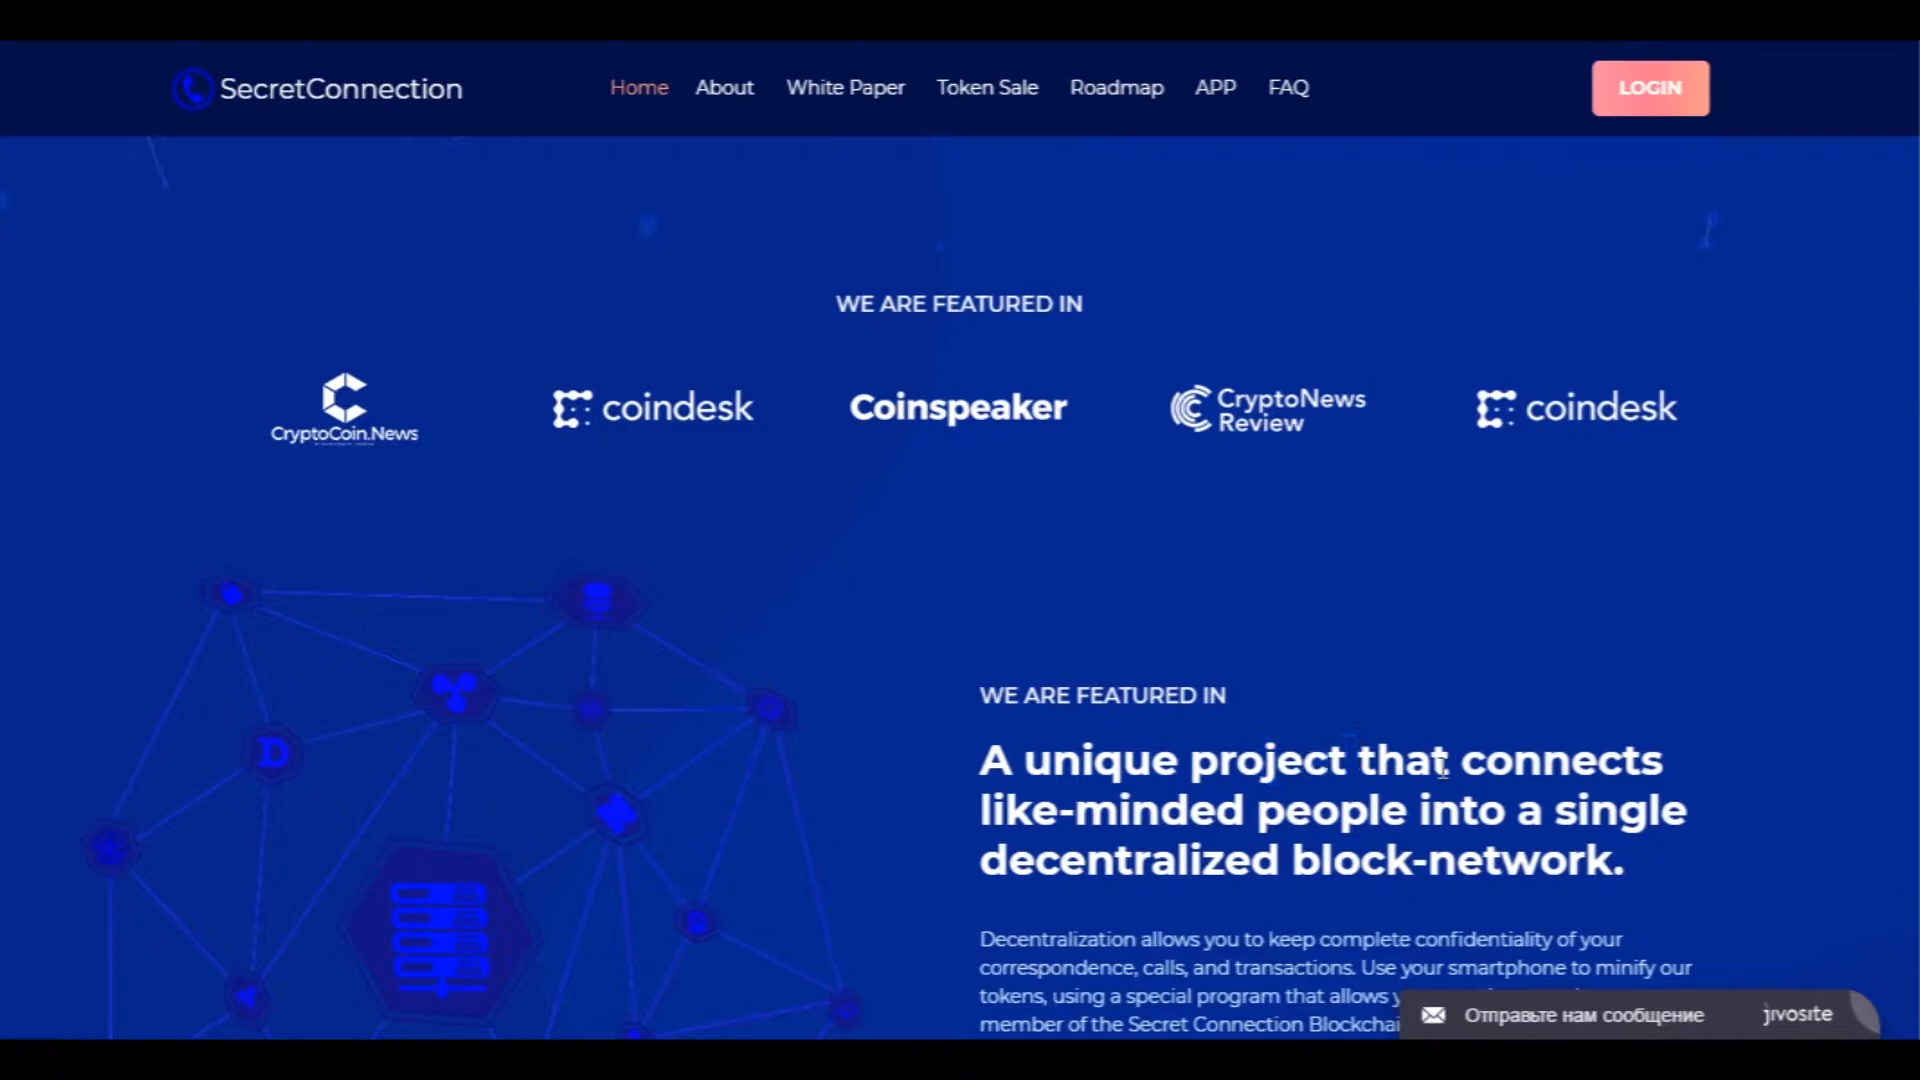 SecretConnection
Home About White Paper Token Sale Roadmap APP FAQ
LOGIN
WE ARE FEATURED IN
CryptoCoin.News
coindesk
Coinspeaker
CryptoNews
Review
coindesk
WE ARE FEATURED IN
A unique project that connects
like-minded people into a single
decentralized block-network.
Decentralization allows you to keep complete confidentiality of your
correspondence, calls, and transactions. Use your smartphone to minify our
tokens, using a special program that allows
member of the Secret Connection
Отправьте нам сообщение jivosite